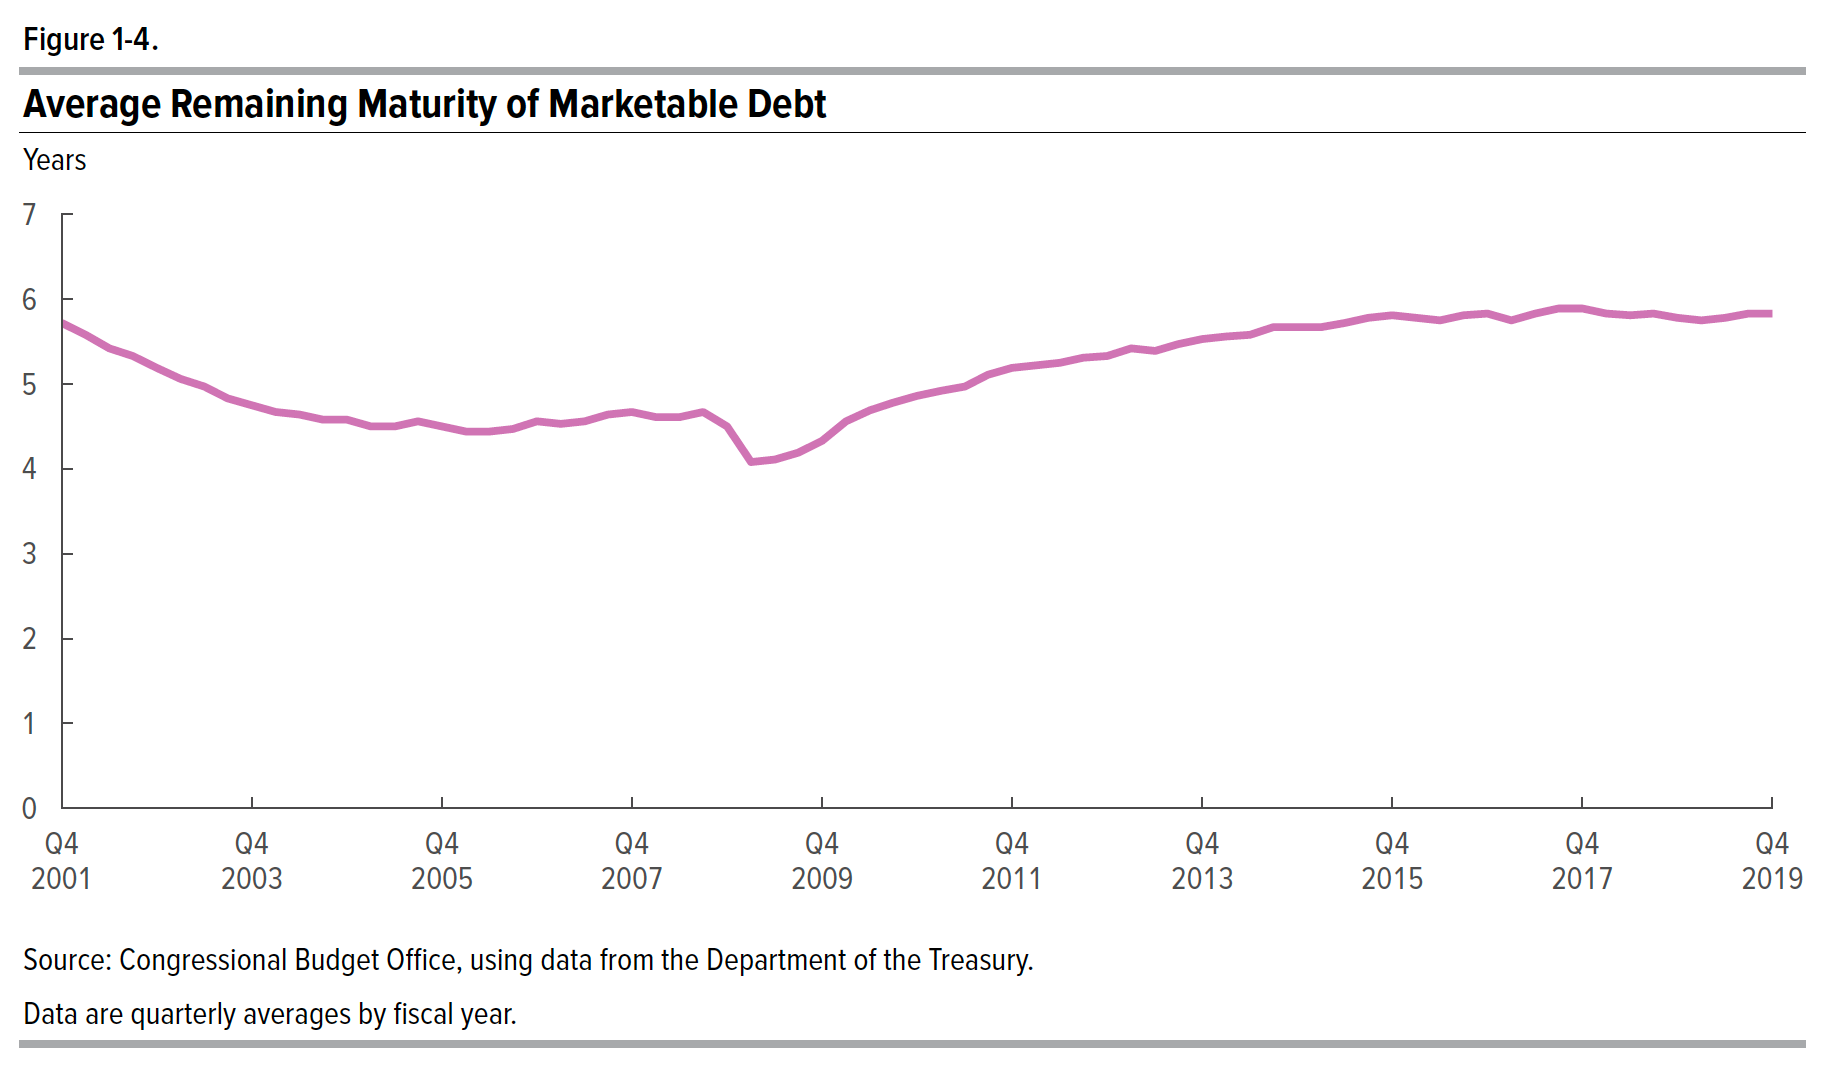 Figure 1-4.
Average Remaining Maturity of Marketable Debt
Years
7
6
5
4
3
2
1
0
Q4 Q4 Q4 Q4 Q4 Q4 Q4 Q4 Q4 Q4
2001 2003 2005 2007 2009 2011 2013 2015 2017 2019
Source: Congressional Budget Office, using data from the Department of the Treasury.
Data are quarterly averages by fiscal year.